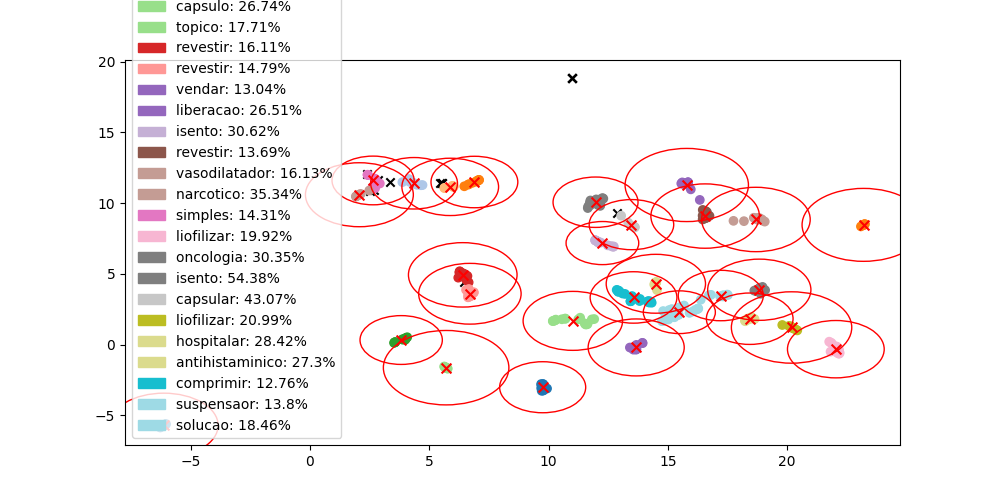 capsulo: 26.74%
topico: 17.71%
revestir: 16.11%
revestir: 14.79%
vendar: 13.04%
liberacao: 26.51%
isento: 30.62%
revestir: 13.69%
vasodilatador: 16.13%
narcotico: 35.34%
simples: 14.31%
liofilizar: 19.92%
oncologia: 30.35%
isento: 54.38%
capsular: 43.07%
liofilizar: 20.99%
hospitalar: 28.42%
antihistaminico: 27.3%
comprimir: 12.76%
suspensaor: 13.8%
solucao: 18.46%
20
15
10
5
0
−5
−5 0 5 10 15 20